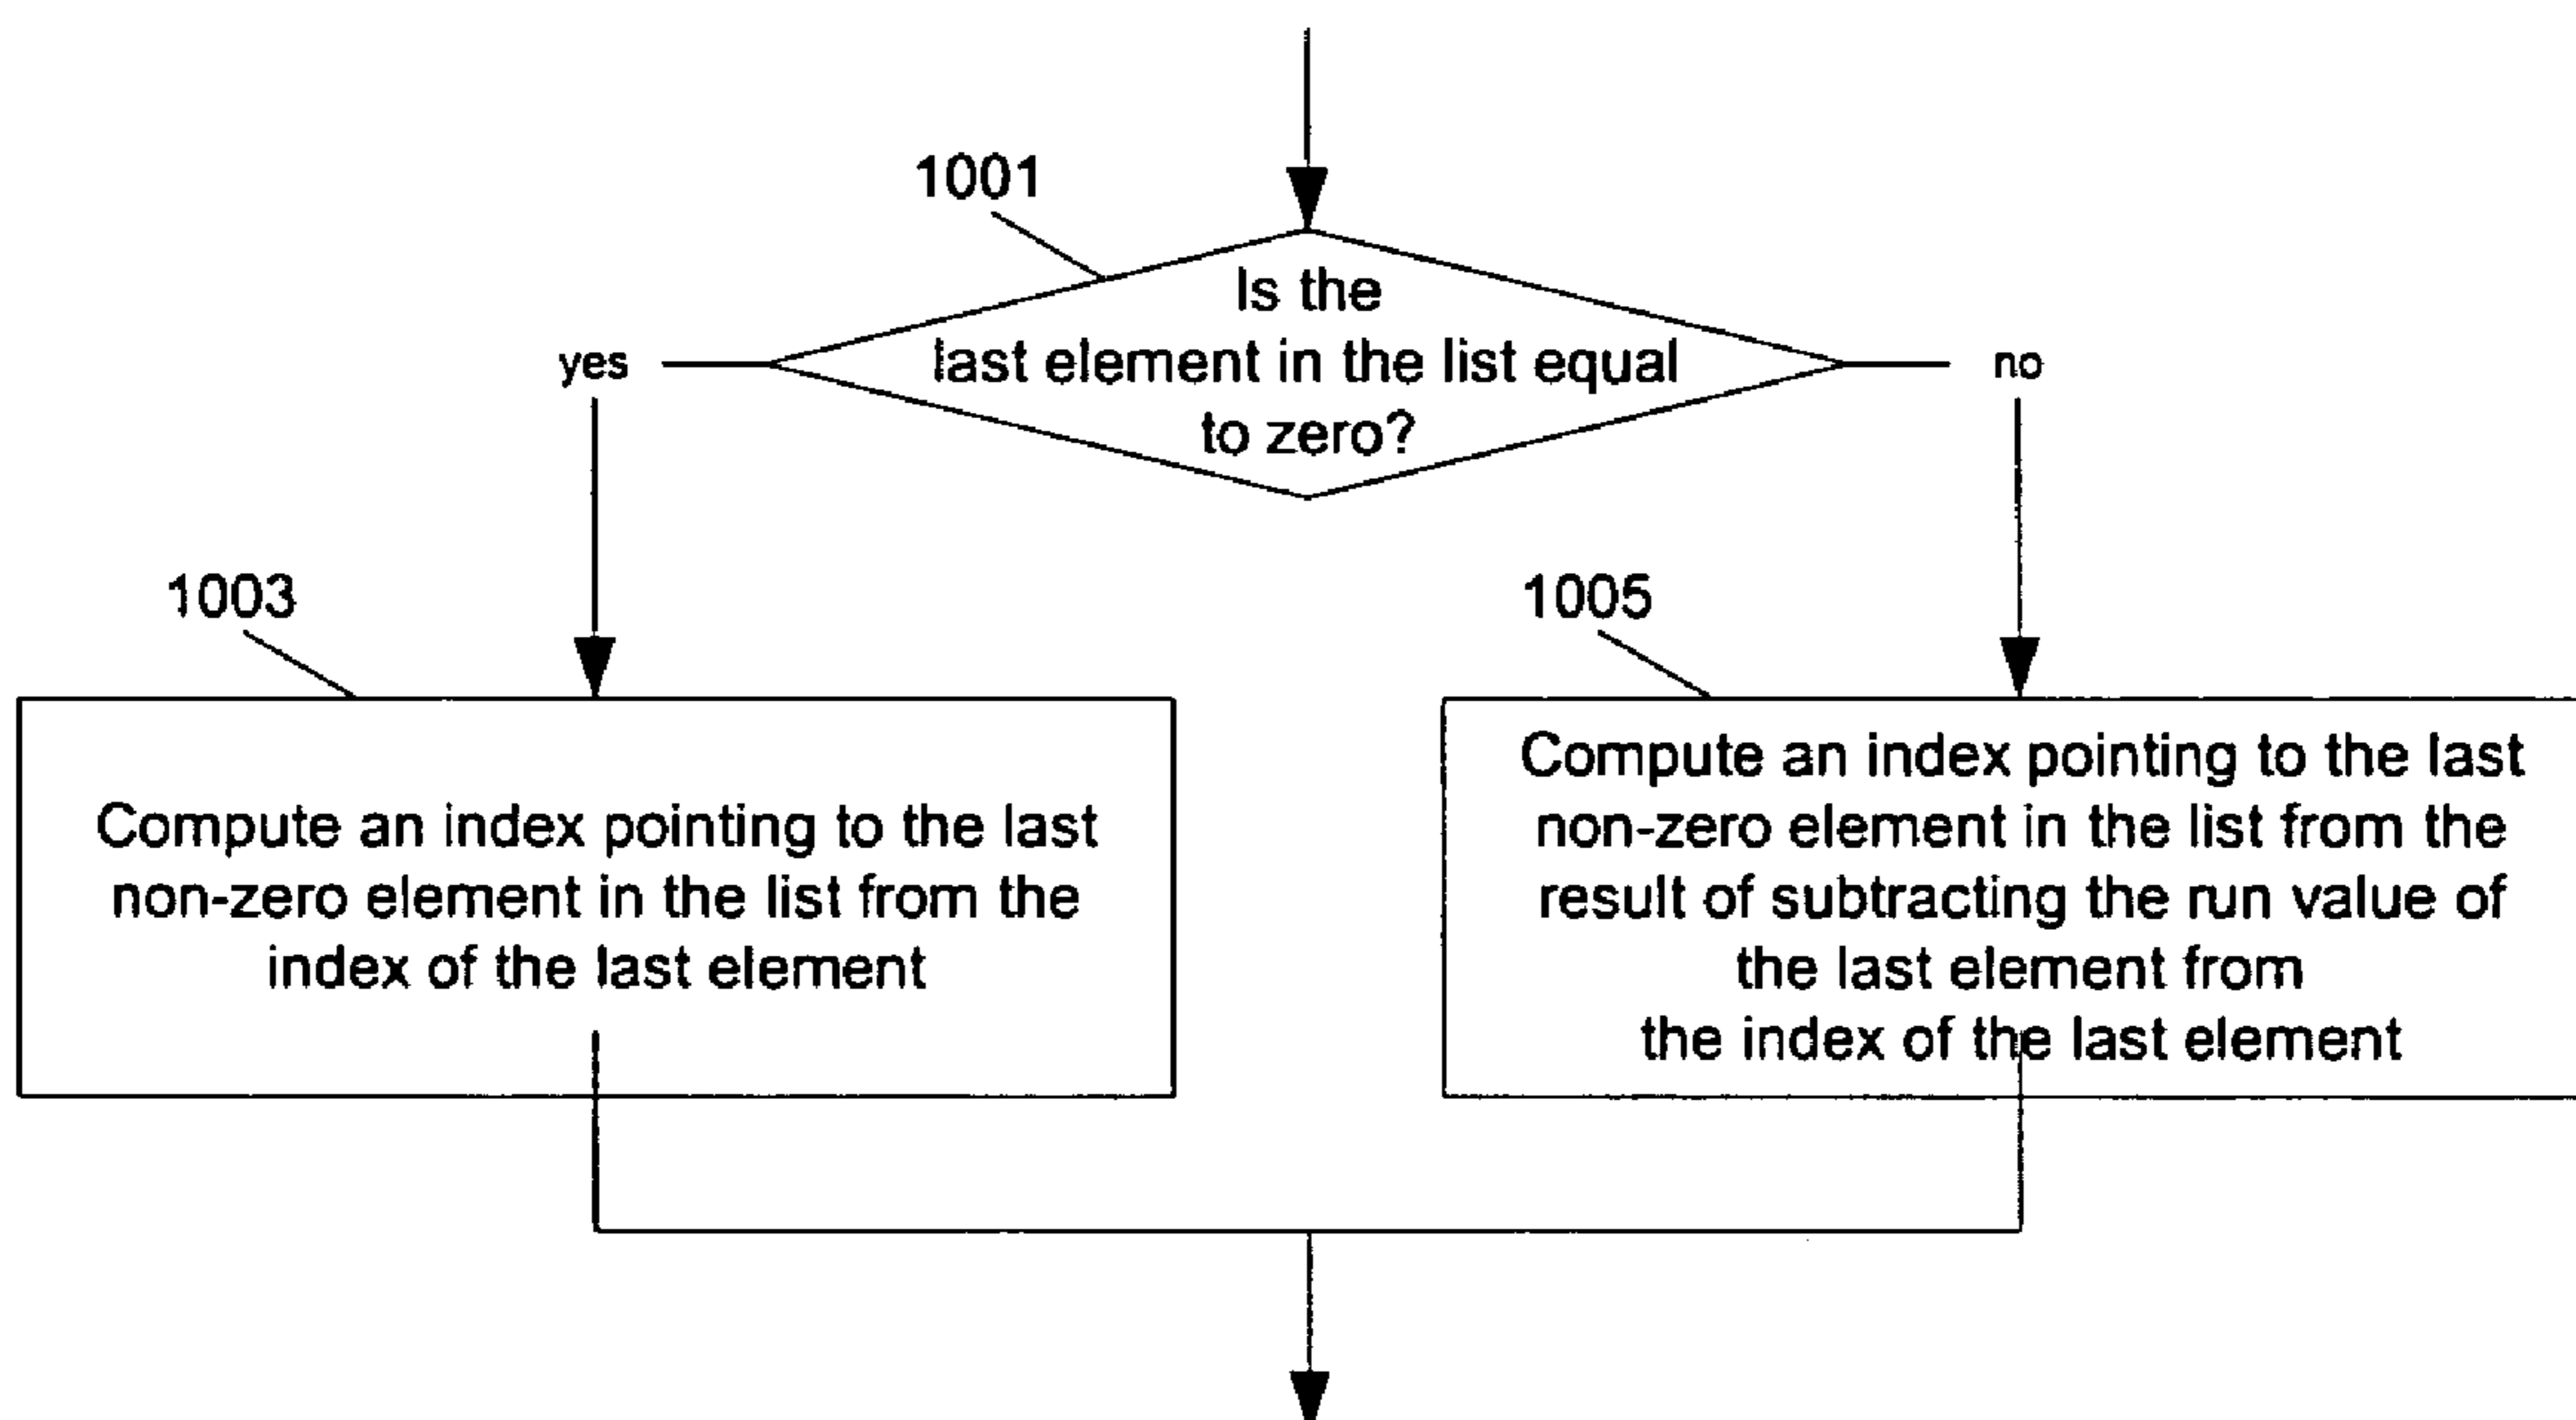 1001
Is the
last element in the list equal
to zero?
yes
no
1003
Compute an index pointing to the last
non-zero element in the list from the
index of the last element
1005
Compute an index pointing to the last
non-zero element in the list from the
result of subtracting the run value of
the last element from
the index of the last element